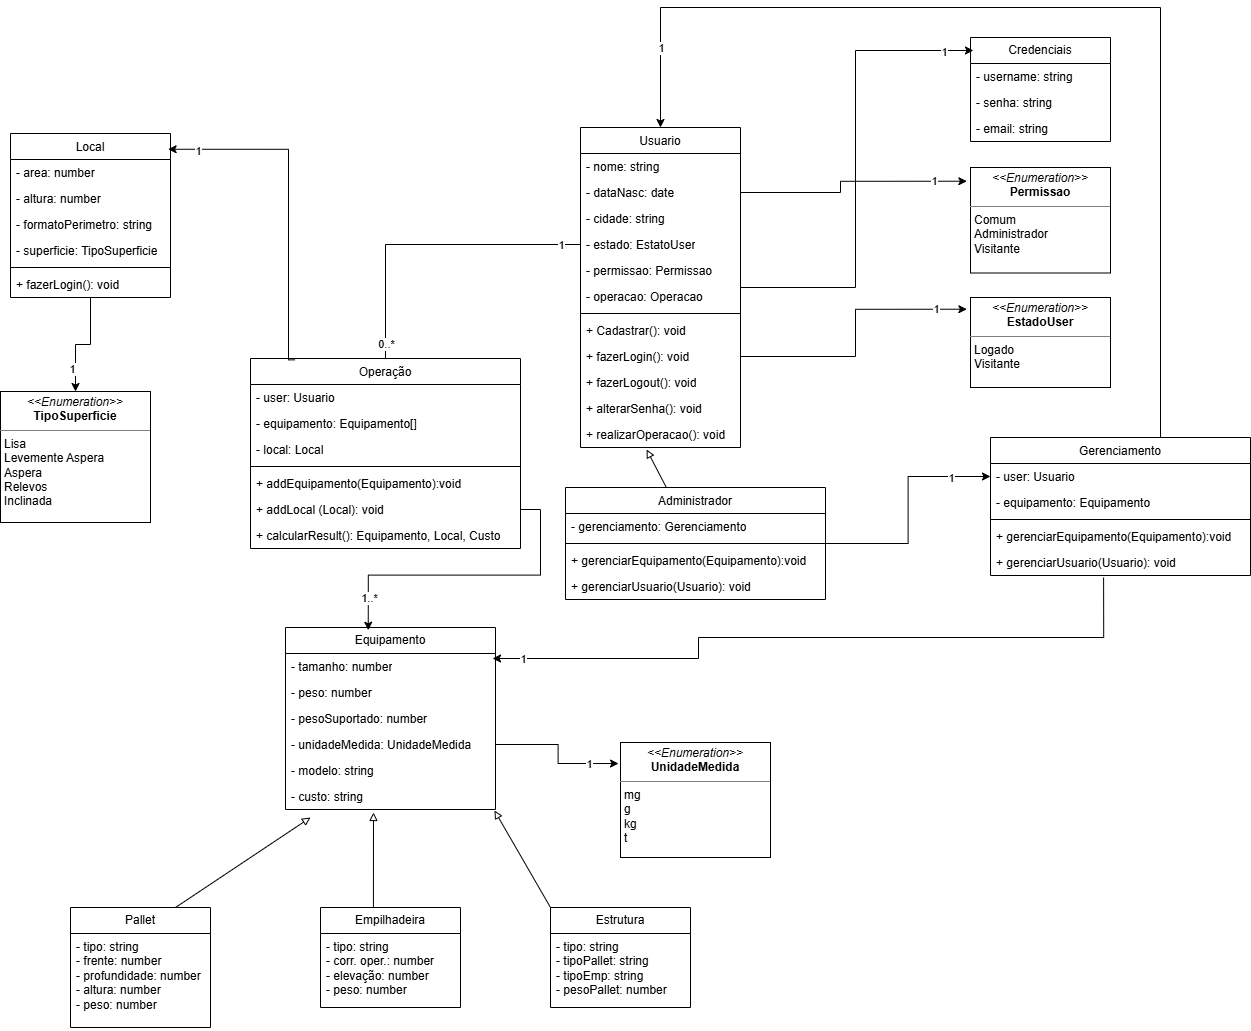 1
Credenciais
- username: string
- senha: string
- email: string
1
Usuario
- nome: string
- dataNasc: date
- cidade: string
- estado: EstatoUser
- permissao: Permissao
- operacao: Operacao
+ Cadastrar(): void
+ fazerLogin(): void
+ fazerLogout(): void
+ alterarSenha(): void
+ realizarOperacao(): void
Local
- area: number
- altura: number
- formatoPerimetro: string
- superficie: TipoSuperficie
+ fazerLogin(): void
1
1
<<Enumeration>>
Permissao
Comum
Administrador
Visitante
1
1
<<Enumeration>>
EstadoUser
Logado
Visitante
0..*
1
<<Enumeration>>
TipoSuperficie
Lisa
Levemente Aspera
Aspera
Relevos
Inclinada
Operação
- user: Usuario
- equipamento: Equipamento[]
- local: Local
+ addEquipamento(Equipamento):void
+ addLocal (Local): void
+ calcularResult(): Equipamento, Local, Custo
Administrador
- gerenciamento: Gerenciamento
+ gerenciarEquipamento(Equipamento):void
+ gerenciarUsuario(Usuario): void
1
Gerenciamento
- user: Usuario
- equipamento: Equipamento
+ gerenciarEquipamento(Equipamento):void
+ gerenciarUsuario(Usuario): void
1..*
Equipamento
- tamanho: number
- peso: number
- pesoSuportado: number
- unidadeMedida: UnidadeMedida
- modelo: string
- custo: string
1
1
<<Enumeration>>
UnidadeMedida
mg
g
kg
t
Pallet
- tipo: string
- frente: number
- profundidade: number
- altura: number
- peso: number
Empilhadeira
- tipo: string
- corr. oper.: number
- elevação: number
- peso: number
Estrutura
- tipo: string
- tipoPallet: string
- tipoEmp: string
- pesoPallet: number